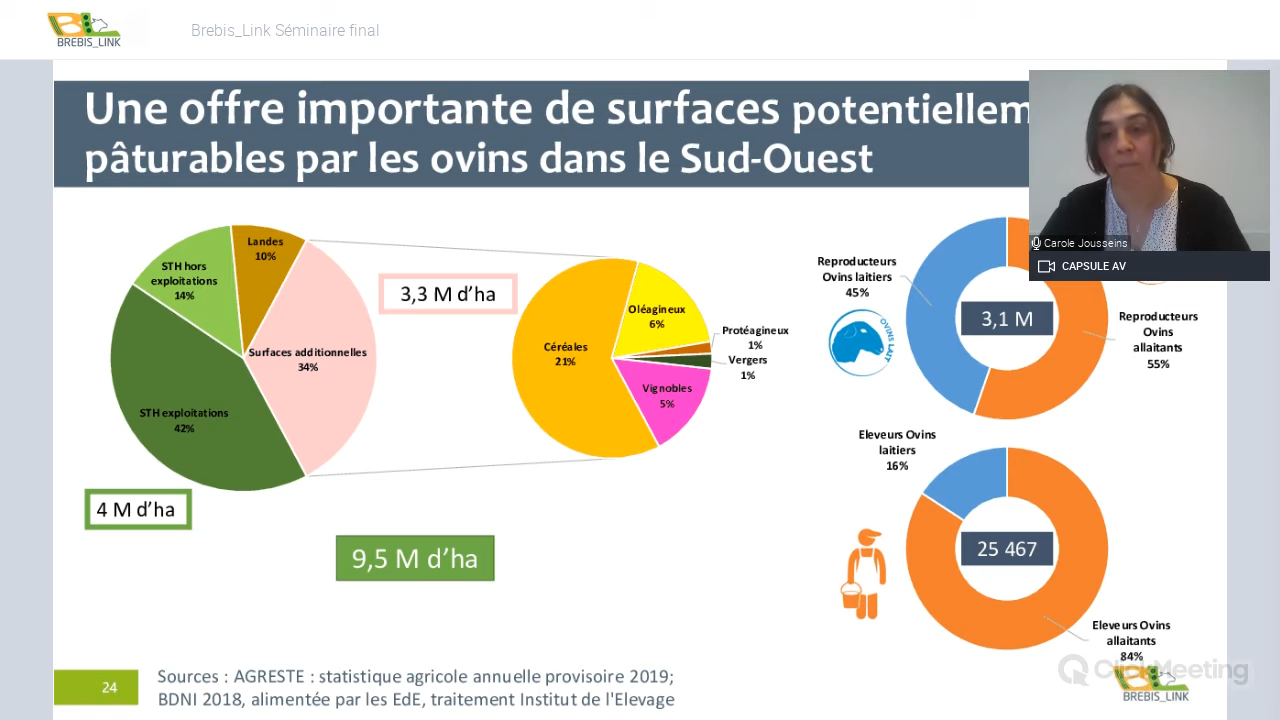 BREBIS_LINK
Brebis_Link Séminaire final
Une offre importante de surfaces potentiellem
pâturables par les ovins dans le Sud-Ouest
Carole Jousseins
CAPSULE AV
Landes
10%
STH hors
exploitations
14%
Surfaces additionnelles
34%
STH exploitations
42%
4 M d'ha
3,3 M d'ha
9,5 M d'ha
Oléagineux
6%
Céréales
21%
Protéagineux
1%
Vergers
1%
Vignobles
5%
Reproducteurs
Ovins laitiers
45%
OVINS LAIT
3,1 M
Reproducteurs
Ovins
allaitants
55%
Eleveurs Ovins
laitiers
16%
25 467
Eleveurs Ovins
allaitants
84%
24
Sources : AGRESTE : statistique agricole annuelle provisoire 2019;
BDNI 2018, alimentée par les EdE, traitement Institut de l'Elevage
ClickMeeting
BREBIS_LINK